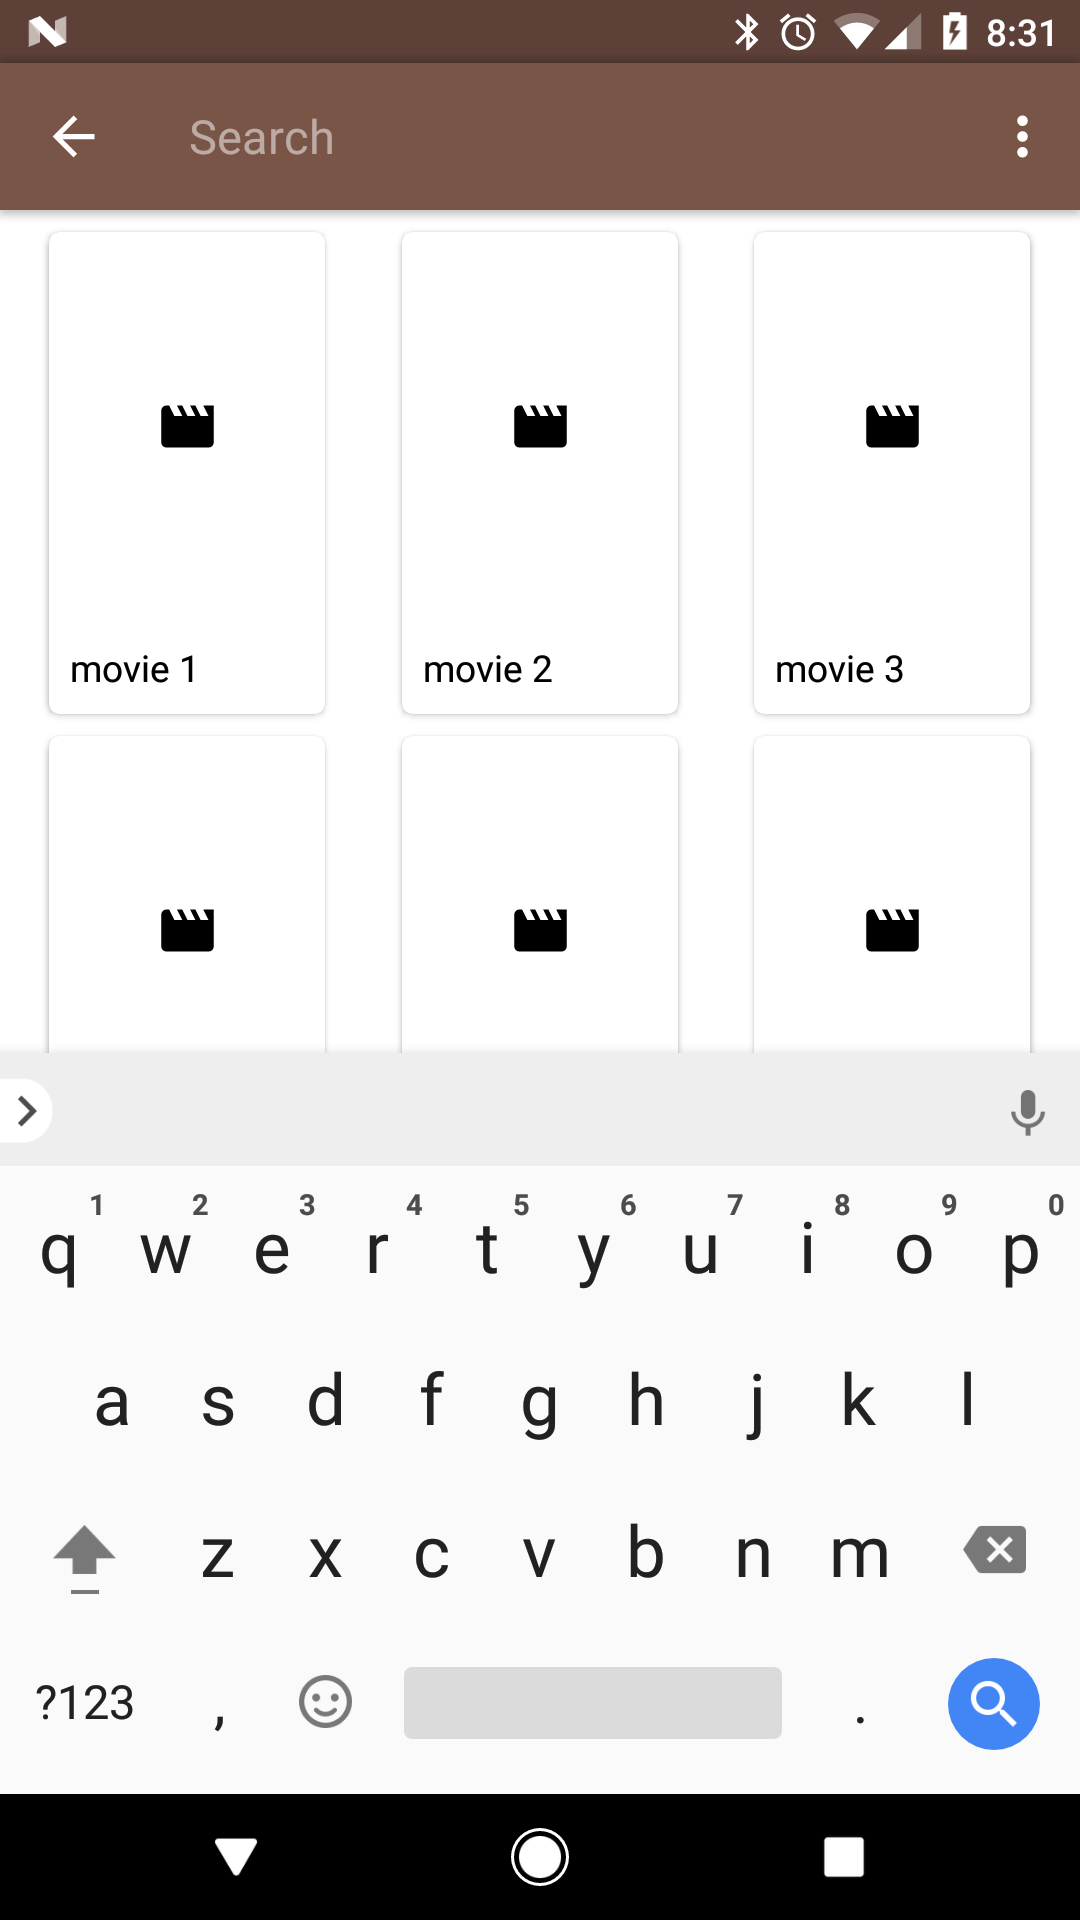 8:31
Search
movie 1 movie 2 movie 3
1 2 3 4 5 6 7 8 9 0
q w e r t y u i o p
a s d f g h j k l
z x c v b n m
?123 , .